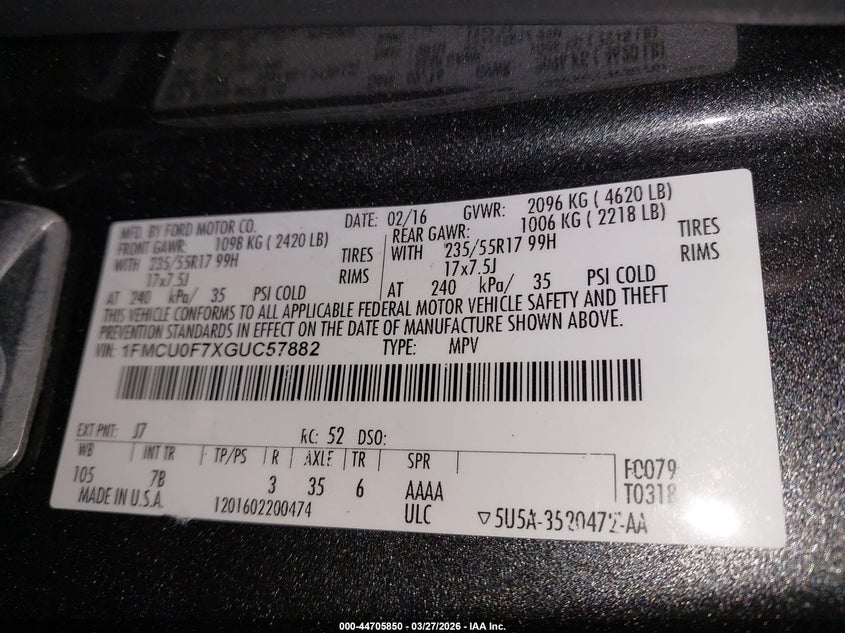 MFD. BY FORD MOTOR CO. DATE: 02/16 GVWR: 2096 KG ( 4620 LB)
FRONT GAWR: 1098 KG ( 2420 LB) REAR GAWR: 1006 KG ( 2218 LB)
WITH 235/55R17 99H TIRES WITH 235/55R17 99H TIRES
17x7.5J RIMS 17x7.5J RIMS
AT 240 kPa/ 35 PSI COLD AT 240 kPa/ 35 PSI COLD
THIS VEHICLE CONFORMS TO ALL APPLICABLE FEDERAL MOTOR VEHICLE SAFETY AND THEFT
PREVENTION STANDARDS IN EFFECT ON THE DATE OF MANUFACTURE SHOWN ABOVE.
VIN: 1FMCU0F7XGUC57882 TYPE: MPV
EXT PNT: J7 RC: 52 DSO:
WB INT TR TP/PS R AXLE TR SPR FC079
105 7B 3 35 6 AAAA T0318
MADE IN U.S.A. 1201602200474 ULC
000-44705850 - 03/27/2026 - IAA Inc.